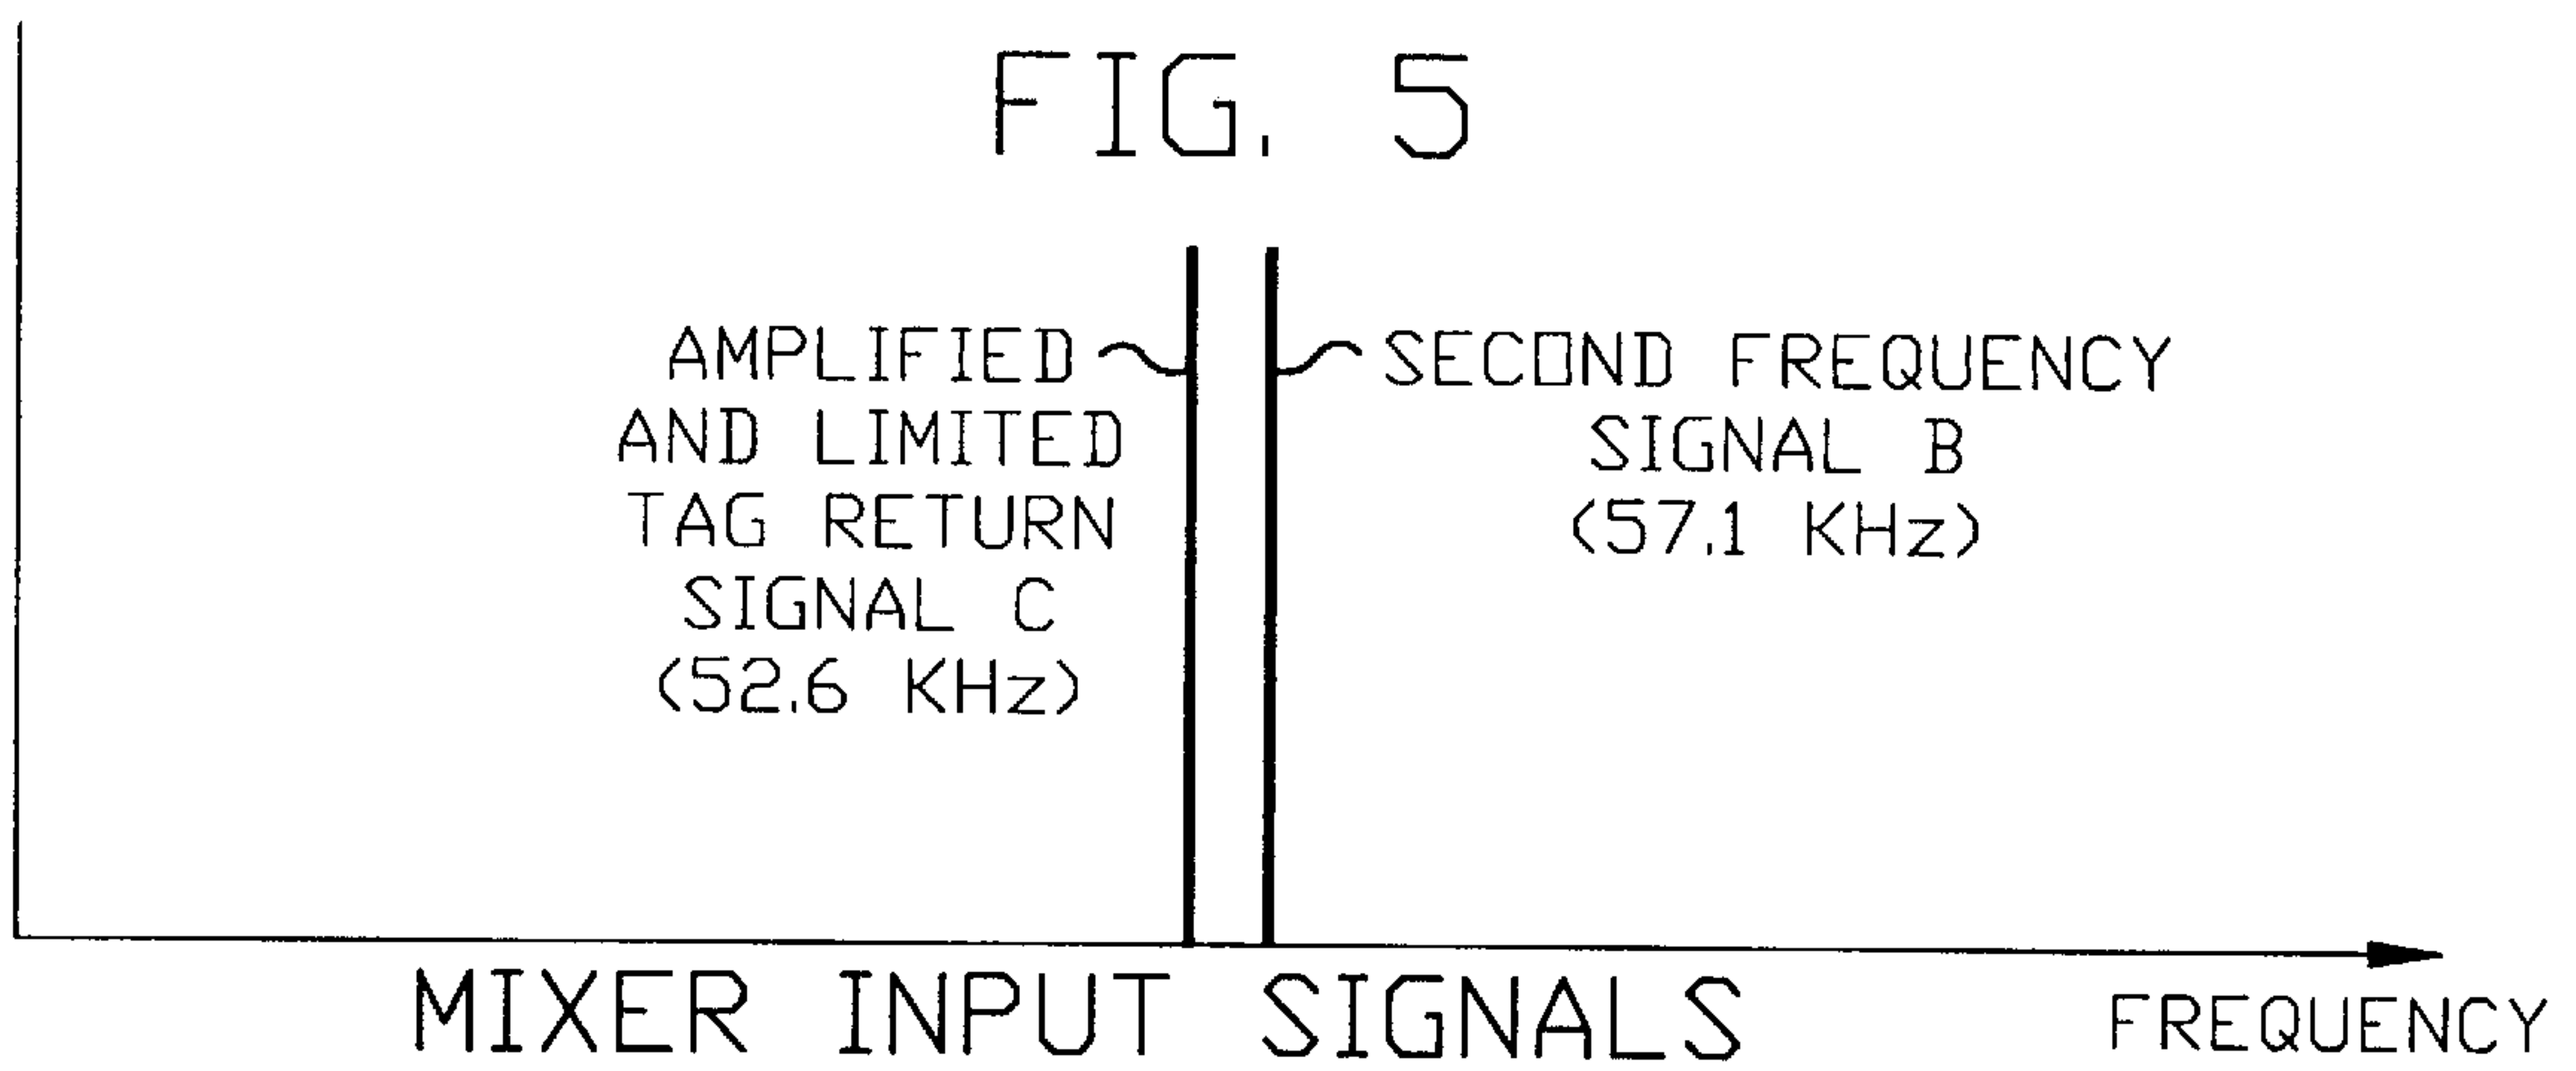 FIG. 5
AMPLIFIED
AND LIMITED
TAG RETURN
SIGNAL C
(52.6 KHz)
SECOND FREQUENCY
SIGNAL B
(57.1 KHz)
MIXER INPUT SIGNALS
FREQUENCY